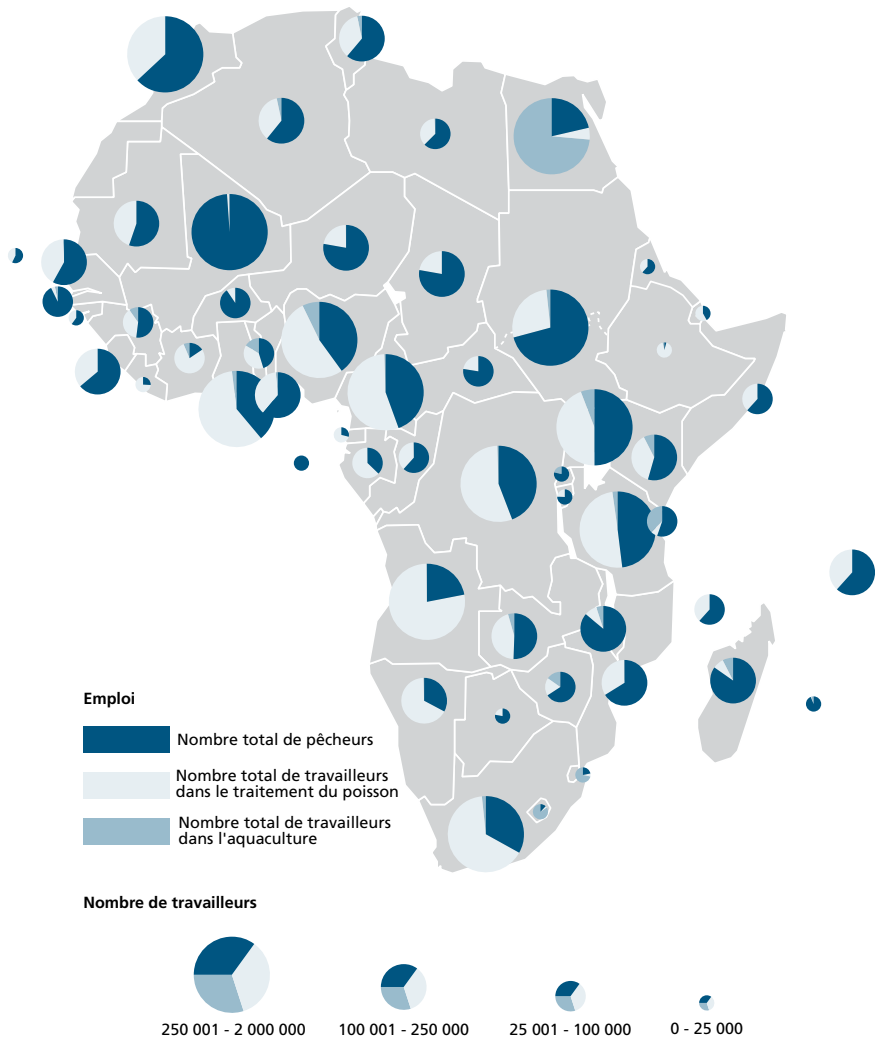 Emploi
Nombre total de pêcheurs
Nombre total de travailleurs
dans le traitement du poisson
Nombre total de travailleurs
dans l'aquaculture
Nombre de travailleurs
250 001 - 2 000 000
100 001 - 250 000
25 001 - 100 000
0 - 25 000